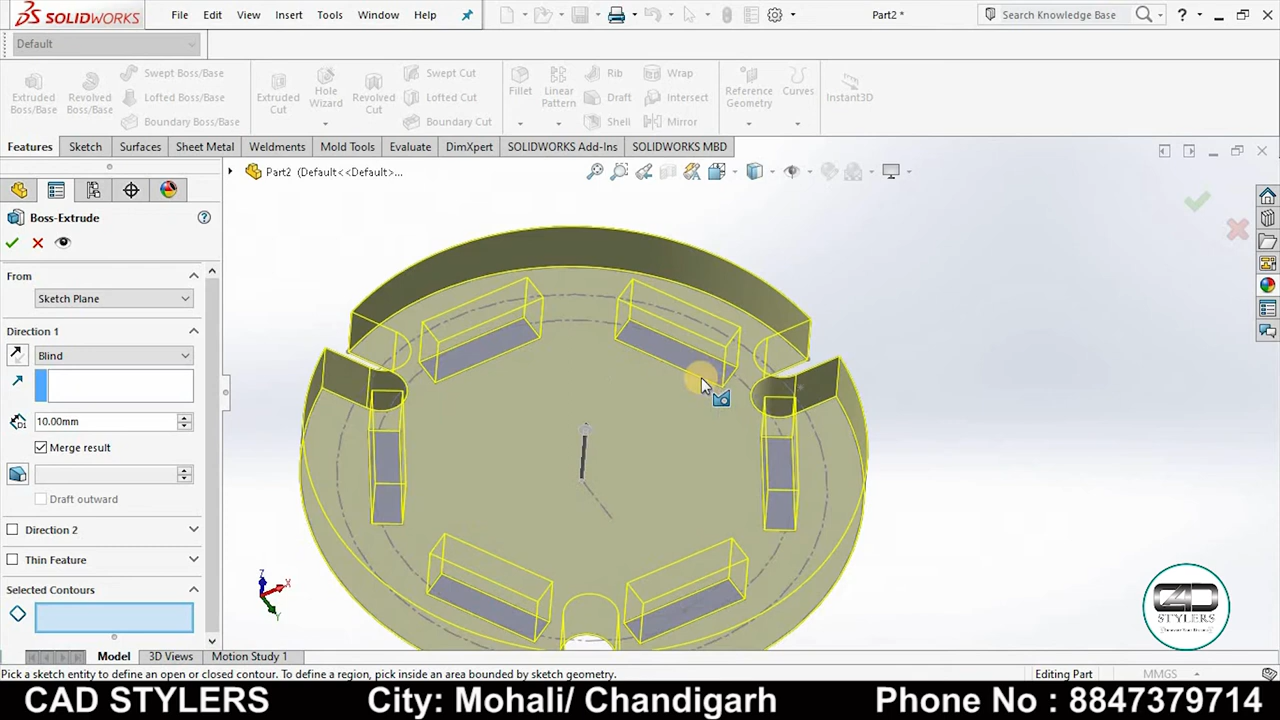 SOLIDWORKS File Edit View Insert Tools Window Help Part2 * Search Knowledge Base ?
Default
Extruded Boss/Base
Revolved Boss/Base
Swept Boss/Base
Lofted Boss/Base
Boundary Boss/Base
Extruded Cut
Hole Wizard
Revolved Cut
Swept Cut
Lofted Cut
Boundary Cut
Fillet
Linear Pattern
Rib
Draft
Shell
Wrap
Intersect
Mirror
Reference Geometry
Curves
Instant3D
Features Sketch Surfaces Sheet Metal Weldments Mold Tools Evaluate DimXpert SOLIDWORKS Add-Ins SOLIDWORKS MBD
Part2 (Default<<Default>...
Boss-Extrude
From
Sketch Plane
Direction 1
Blind
10.00mm
Merge result
Draft outward
Direction 2
Thin Feature
Selected Contours
Z
X
Y
CAD
STYLERS
Model 3D Views Motion Study 1
Pick a sketch entity to define an open or closed contour. To define a region, pick inside an area bounded by sketch geometry. Editing Part MMGS
CAD STYLERS City: Mohali/ Chandigarh Phone No : 8847379714